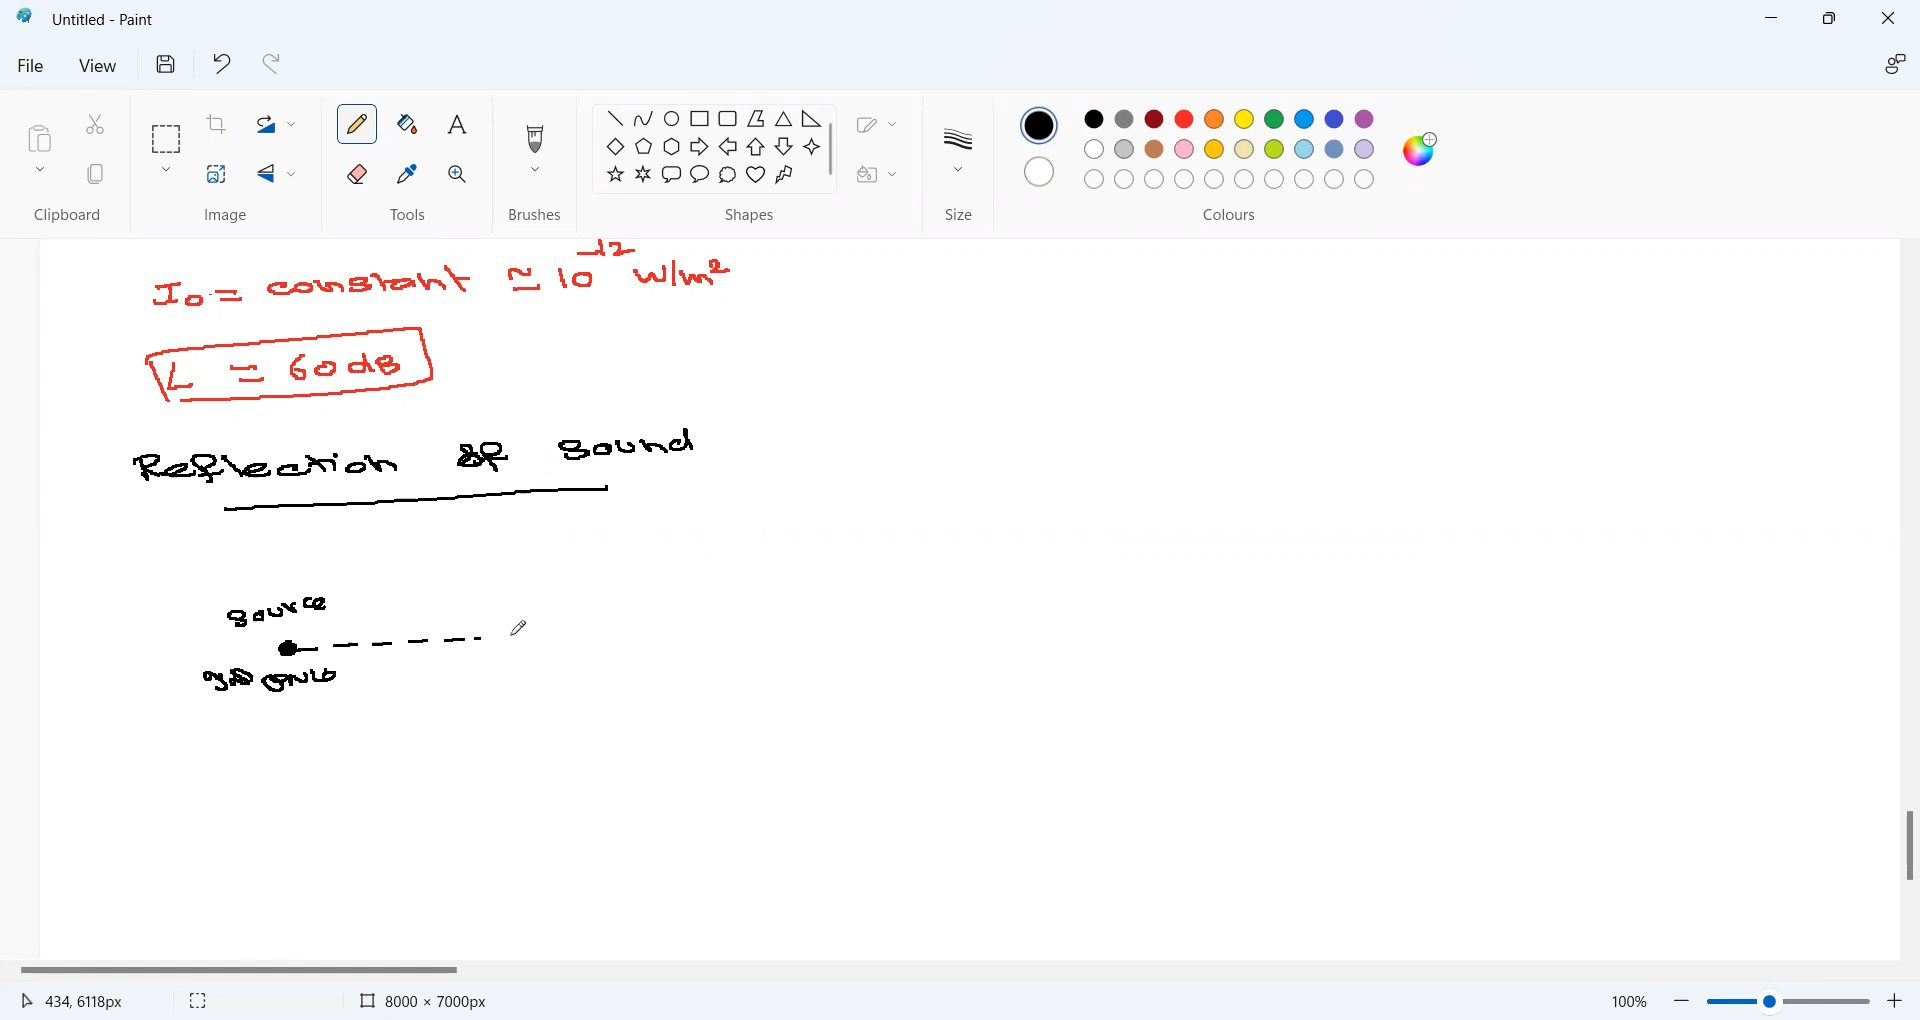 Untitled - Paint
File View
Clipboard Image Tools Brushes Shapes Size Colours
I₀ = constant ≃ 10⁻¹² W/m²
L = 60dB
Reflection of sound
source
434, 6118px 8000 × 7000px 100%